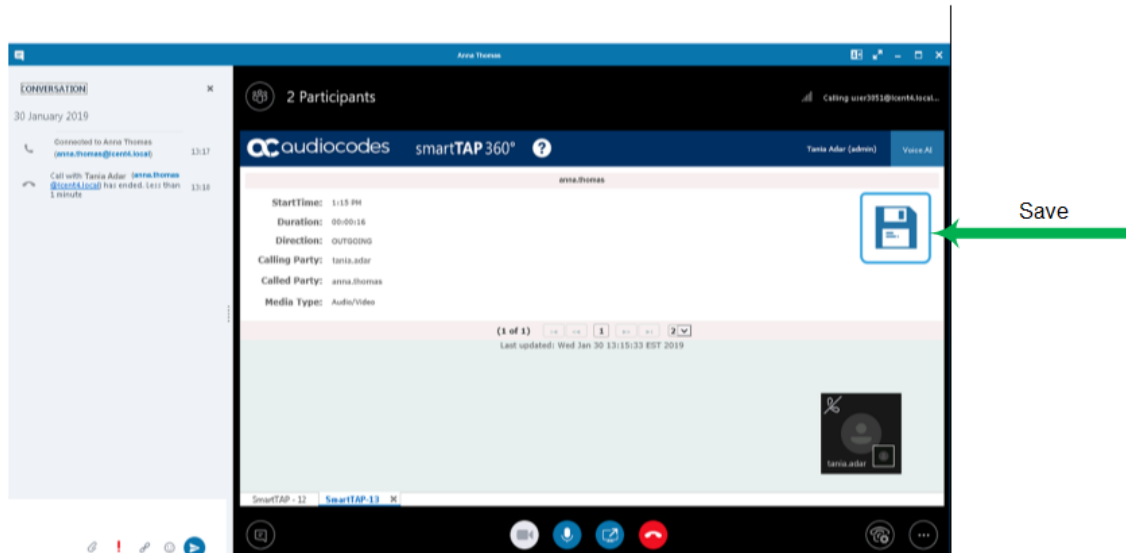 Anna Thomas
CONVERSATION
30 January 2019
Connected to Anna Thomas
(anna.thomas@lcent4.local)
13:17
Call with Tania Adar (anna.thomas
@lcent4.local) has ended. Less than
1 minute
13:18
2 Participants
Calling user3051@lcent4.local...
audiocodes
smartTAP 360°
?
Tania Adar (admin)
Voice.AI
anna.thomas
StartTime: 1:15 PM
Duration: 00:00:16
Direction: OUTGOING
Calling Party: tania.adar
Called Party: anna.thomas
Media Type: Audio/Video
Save
(1 of 1) 1 2
Last updated: Wed Jan 30 13:15:33 EST 2019
tania.adar
SmartTAP - 12
SmartTAP-13